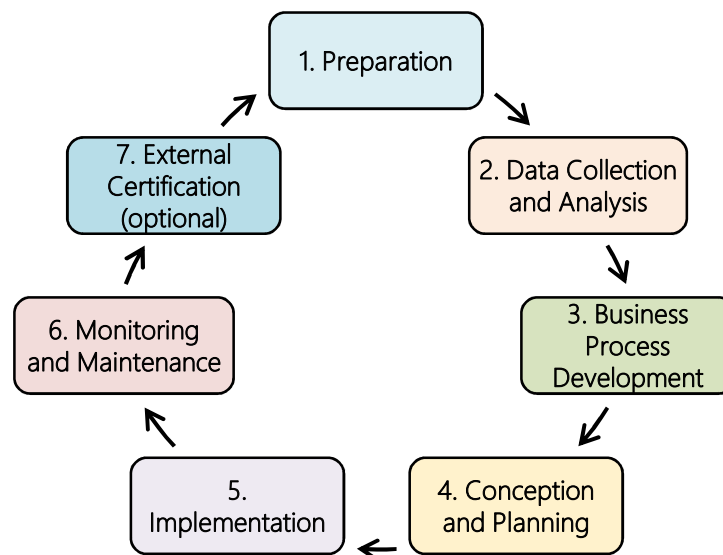 1. Preparation
2. Data Collection
and Analysis
3. Business
Process
Development
4. Conception
and Planning
5.
Implementation
6. Monitoring
and Maintenance
7. External
Certification
(optional)